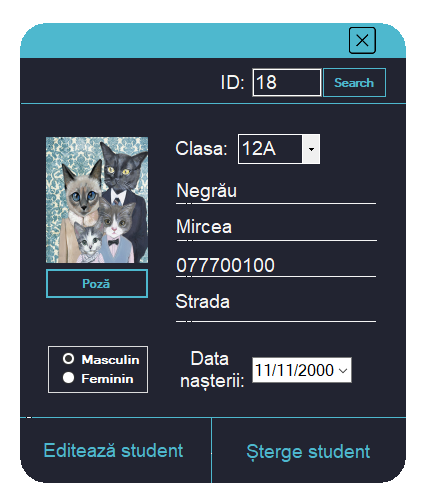 ID: 18 Search
Clasa: 12A
Negrău
Mircea
077700100
Strada
Poză
Masculin
Feminin
Data
nașterii: 11/11/2000
Editează student
Șterge student